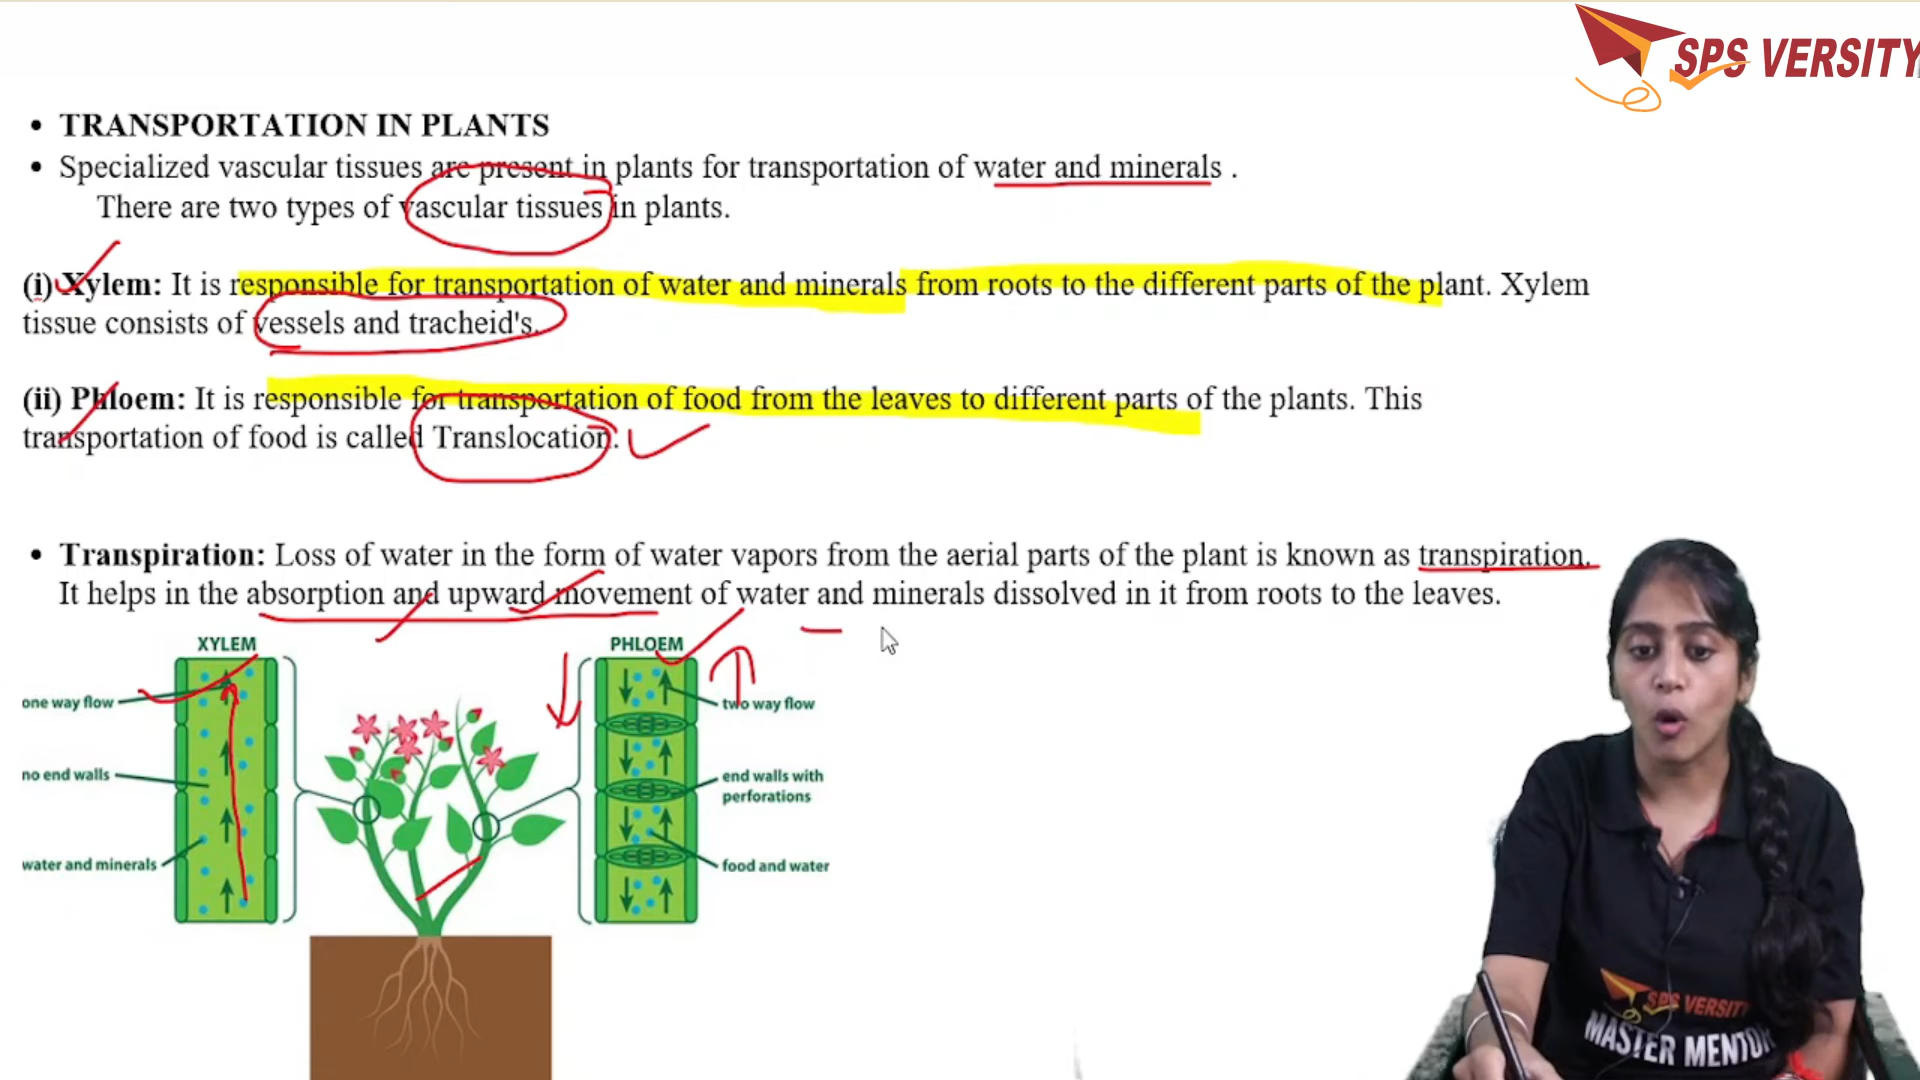 SPS VERSITY
• TRANSPORTATION IN PLANTS
• Specialized vascular tissues are present in plants for transportation of water and minerals .
There are two types of vascular tissues in plants.
(i) Xylem: It is responsible for transportation of water and minerals from roots to the different parts of the plant. Xylem
tissue consists of vessels and tracheid's.
(ii) Phloem: It is responsible for transportation of food from the leaves to different parts of the plants. This
transportation of food is called Translocation.
• Transpiration: Loss of water in the form of water vapors from the aerial parts of the plant is known as transpiration.
It helps in the absorption and upward movement of water and minerals dissolved in it from roots to the leaves.
XYLEM
PHLOEM
one way flow
two way flow
no end walls
end walls with
perforations
water and minerals
food and water
SPS VERSITY
MASTER MENTOR